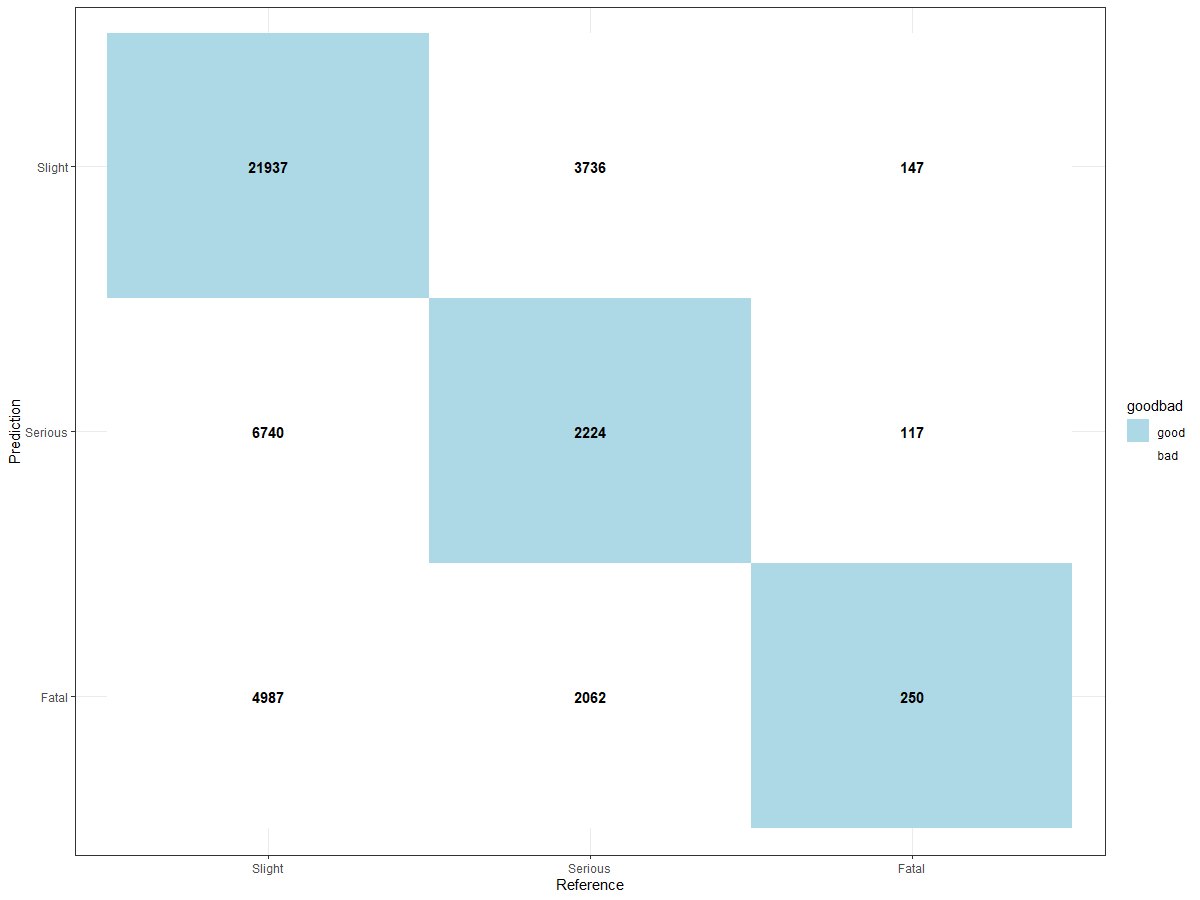 Slight
21937 3736 147
Prediction
Serious
6740 2224 117
Fatal
4987 2062 250
Slight Serious Fatal
Reference
goodbad
good
bad